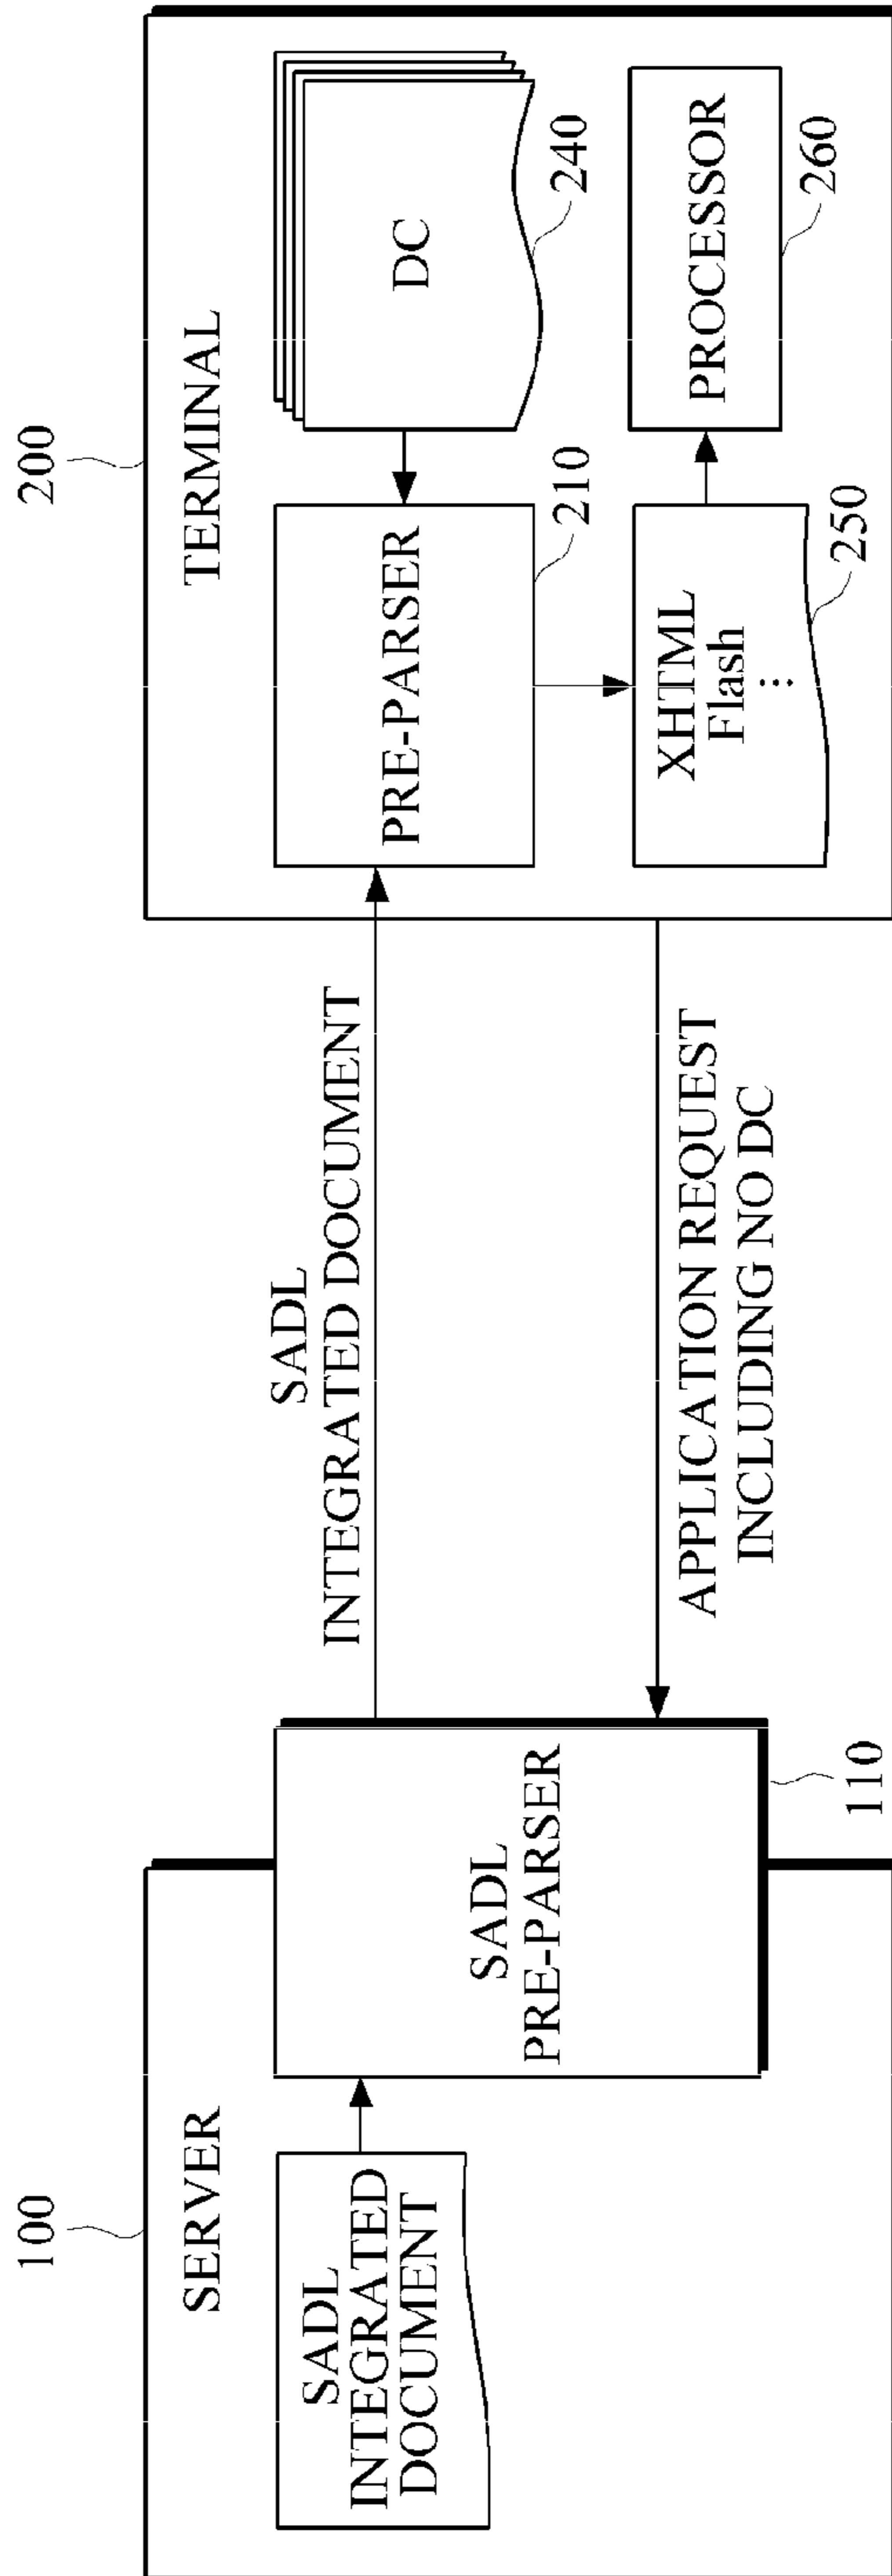 100
SERVER
SADL
INTEGRATED
DOCUMENT
SADL
PRE-PARSER
110
SADL
INTEGRATED DOCUMENT
APPLICATION REQUEST
INCLUDING NO DC
200
TERMINAL
PRE-PARSER
210
DC
240
XHTML
Flash
⋮
250
PROCESSOR
260